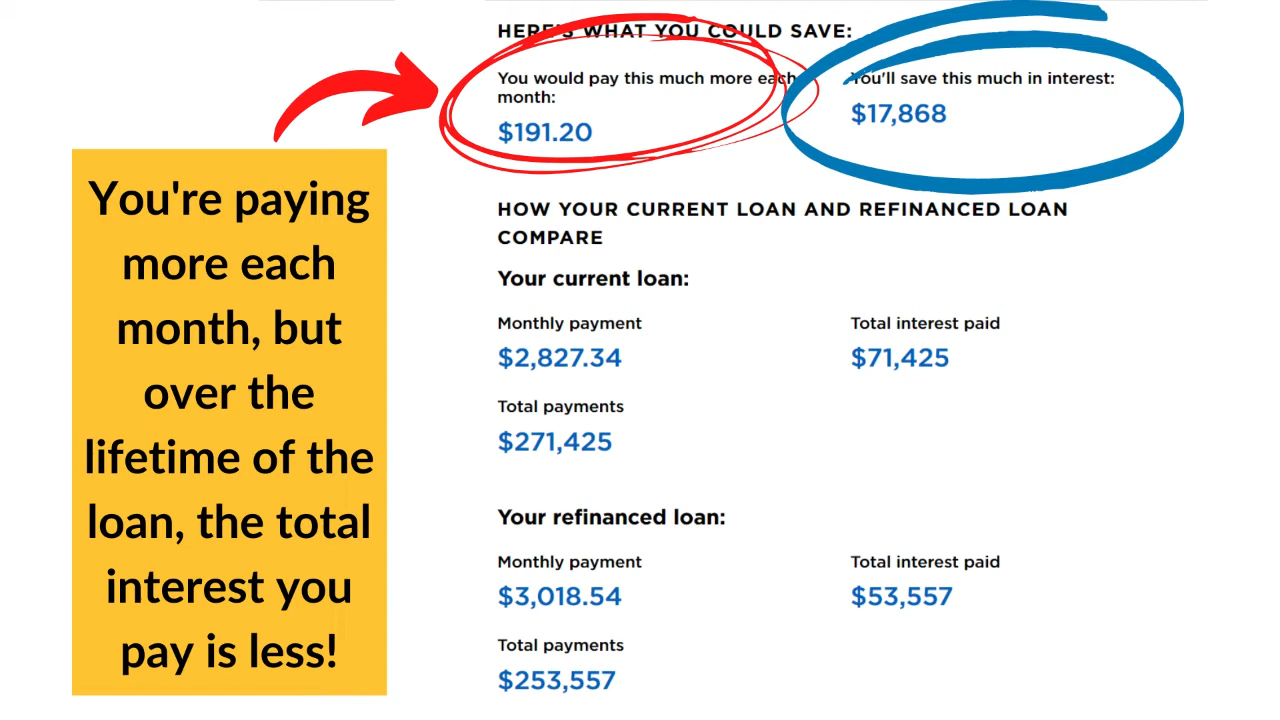 HERE'S WHAT YOU COULD SAVE:
You would pay this much more each
month:
$191.20
You'll save this much in interest:
$17,868
You're paying
more each
month, but
over the
lifetime of the
loan, the total
interest you
pay is less!
HOW YOUR CURRENT LOAN AND REFINANCED LOAN
COMPARE
Your current loan:
Monthly payment
$2,827.34
Total interest paid
$71,425
Total payments
$271,425
Your refinanced loan:
Monthly payment
$3,018.54
Total interest paid
$53,557
Total payments
$253,557